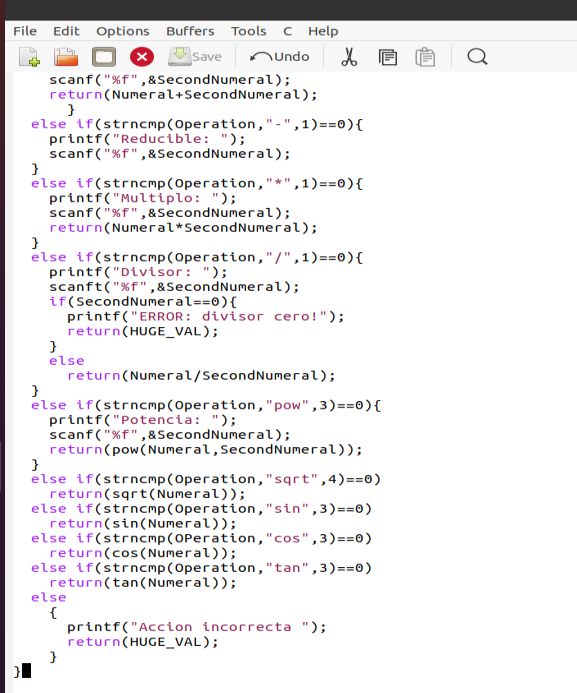 File Edit Options Buffers Tools C Help
Save Undo
scanf("%f",&SecondNumeral);
return(Numeral+SecondNumeral);
}
else if(strncmp(Operation,"-",1)==0){
printf("Reducible: ");
scanf("%f",&SecondNumeral);
}
else if(strncmp(Operation,"*",1)==0){
printf("Multiplo: ");
scanf("%f",&SecondNumeral);
return(Numeral*SecondNumeral);
}
else if(strncmp(Operation,"/",1)==0){
printf("Divisor: ");
scanft("%f",&SecondNumeral);
if(SecondNumeral==0){
printf("ERROR: divisor cero!");
return(HUGE_VAL);
}
else
return(Numeral/SecondNumeral);
}
else if(strncmp(Operation,"pow",3)==0){
printf("Potencia: ");
scanf("%f",&SecondNumeral);
return(pow(Numeral,SecondNumeral));
}
else if(strncmp(Operation,"sqrt",4)==0)
return(sqrt(Numeral));
else if(strncmp(Operation,"sin",3)==0)
return(sin(Numeral));
else if(strncmp(OPeration,"cos",3)==0)
return(cos(Numeral));
else if(strncmp(Operation,"tan",3)==0)
return(tan(Numeral));
else
{
printf("Accion incorrecta ");
return(HUGE_VAL);
}
}